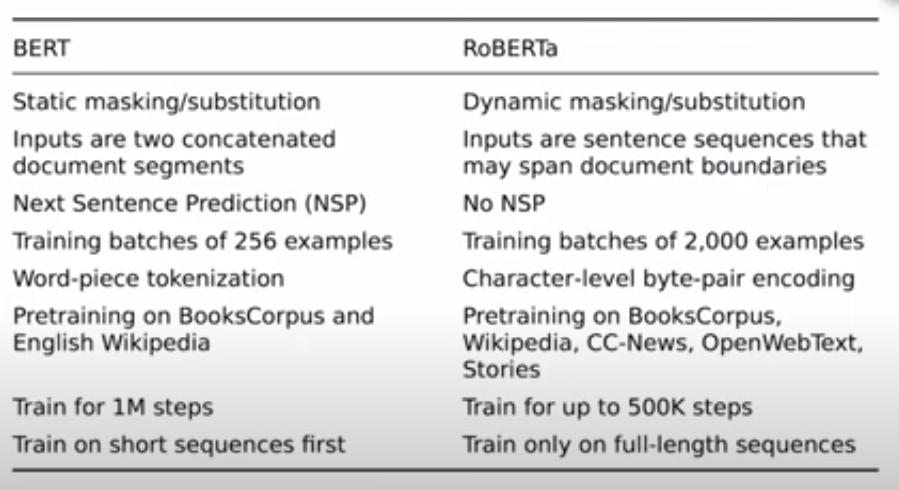 BERT RoBERTa
Static masking/substitution Dynamic masking/substitution
Inputs are two concatenated Inputs are sentence sequences that
document segments may span document boundaries
Next Sentence Prediction (NSP) No NSP
Training batches of 256 examples Training batches of 2,000 examples
Word-piece tokenization Character-level byte-pair encoding
Pretraining on BooksCorpus and Pretraining on BooksCorpus,
English Wikipedia Wikipedia, CC-News, OpenWebText,
Stories
Train for 1M steps Train for up to 500K steps
Train on short sequences first Train only on full-length sequences